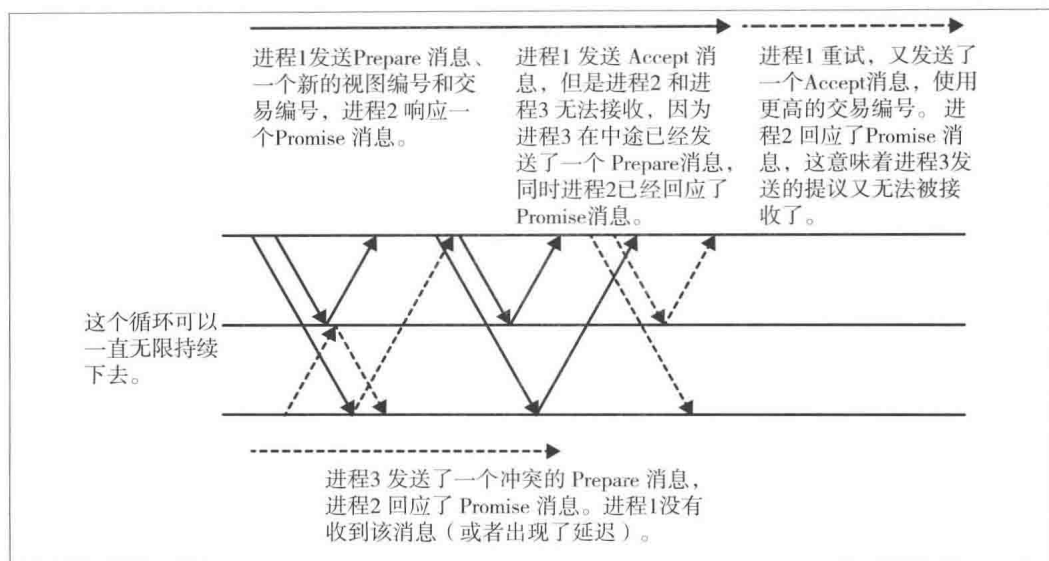 进程1发送Prepare 消息、
一个新的视图编号和交
易编号，进程2 响应一
个Promise 消息。
进程1 发送 Accept 消
息，但是进程2 和进
程3 无法接收，因为
进程3 在中途已经发
送了一个 Prepare消息，
同时进程2已经回应了
Promise消息。
进程1 重试，又发送了
一个Accept消息，使用
更高的交易编号。 进
程2 回应了Promise 消
息，这意味着进程3发
送的提议又无法被接
收了。
这个循环可以
一直无限持续
下去。
进程3 发送了一个冲突的 Prepare 消息，
进程2 回应了 Promise 消息。进程1没有
收到该消息（或者出现了延迟）。